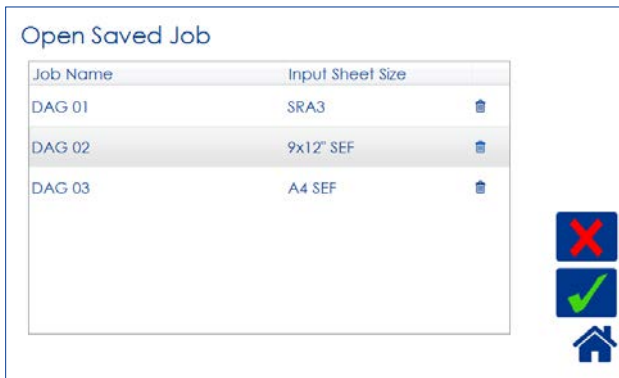 Open Saved Job
Job Name Input Sheet Size
DAG 01 SRA3
DAG 02 9x12" SEF
DAG 03 A4 SEF